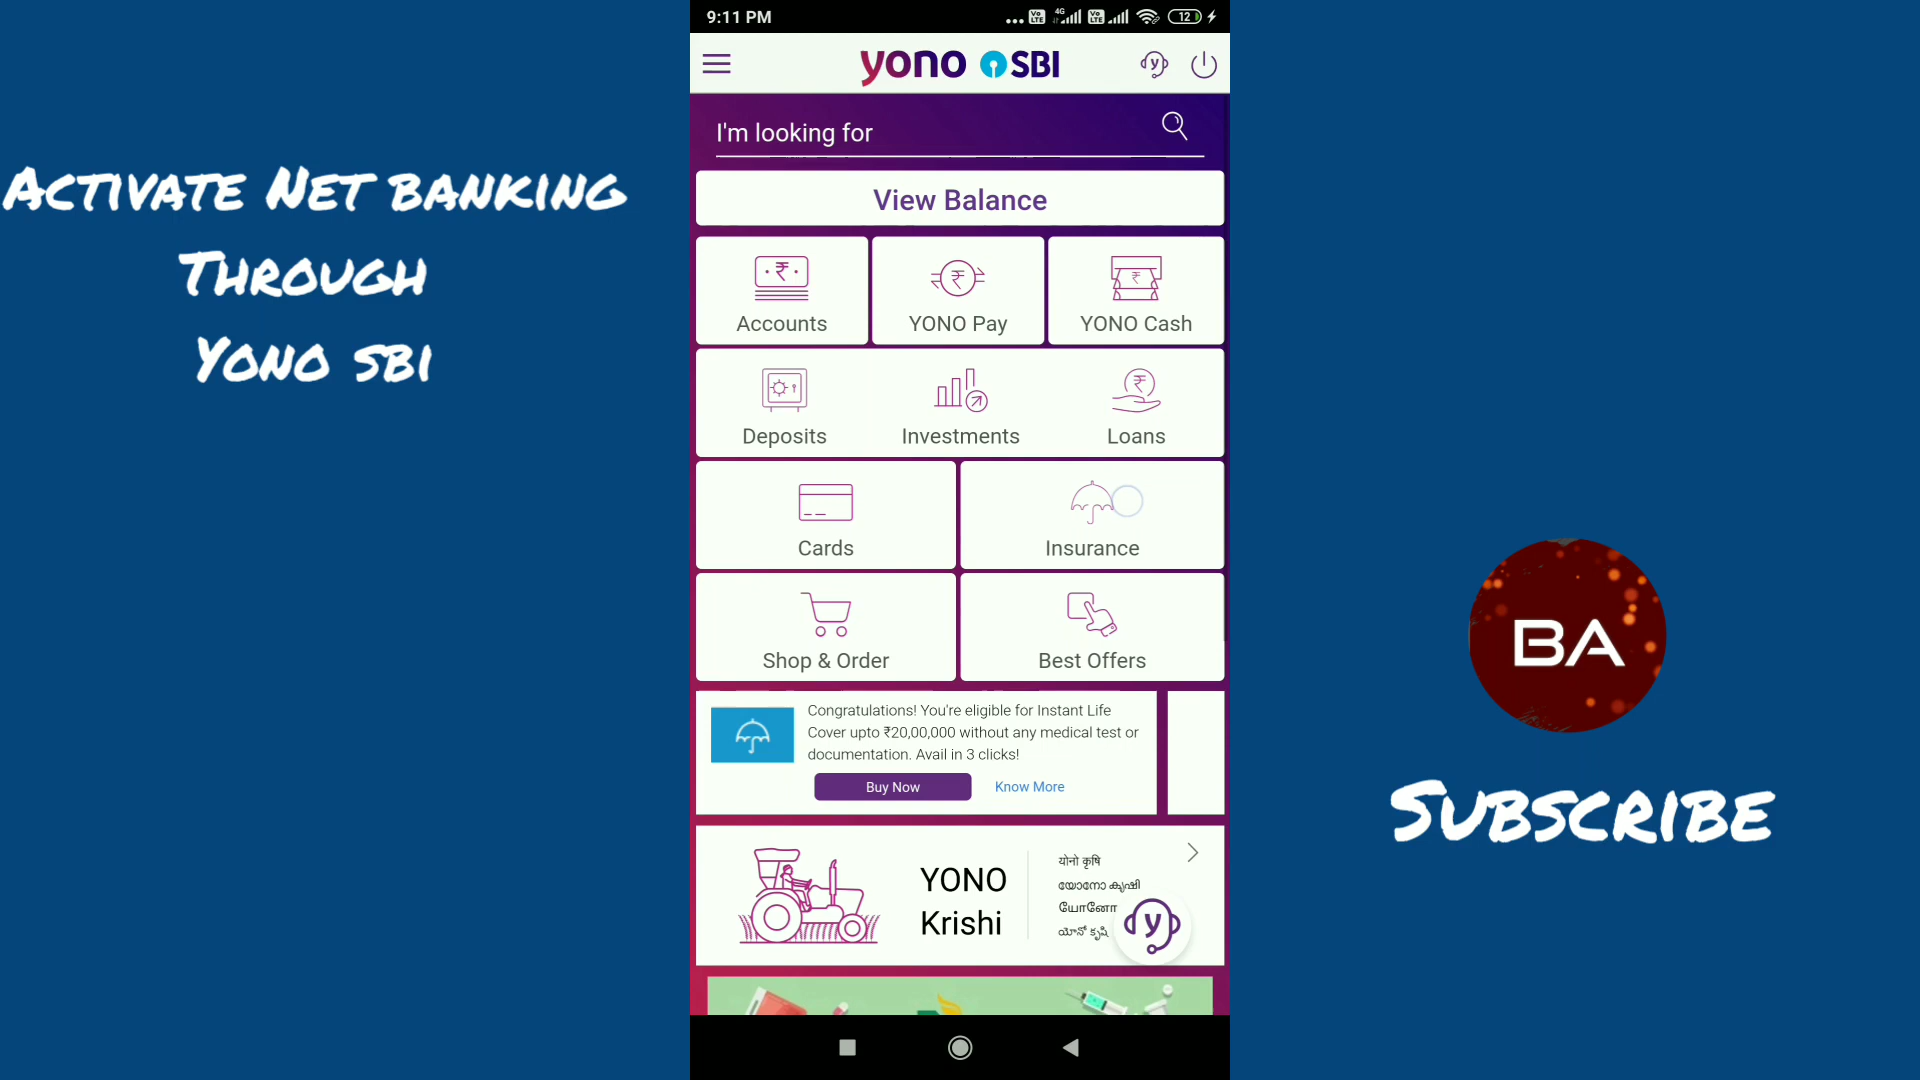 9:11 PM
4G
12
yono SBI
I'm looking for
View Balance
Accounts
YONO Pay
YONO Cash
Deposits
Investments
Loans
Cards
Insurance
Shop & Order
Best Offers
Congratulations! You're eligible for Instant Life
Cover upto ₹20,00,000 without any medical test or
documentation. Avail in 3 clicks!
Buy Now
Know More
YONO
Krishi
योनो कृषि
യോനോ കൃഷി
యోనో కృషి
ACTIVATE NET BANKING
THROUGH
YONO SBI
BA
SUBSCRIBE